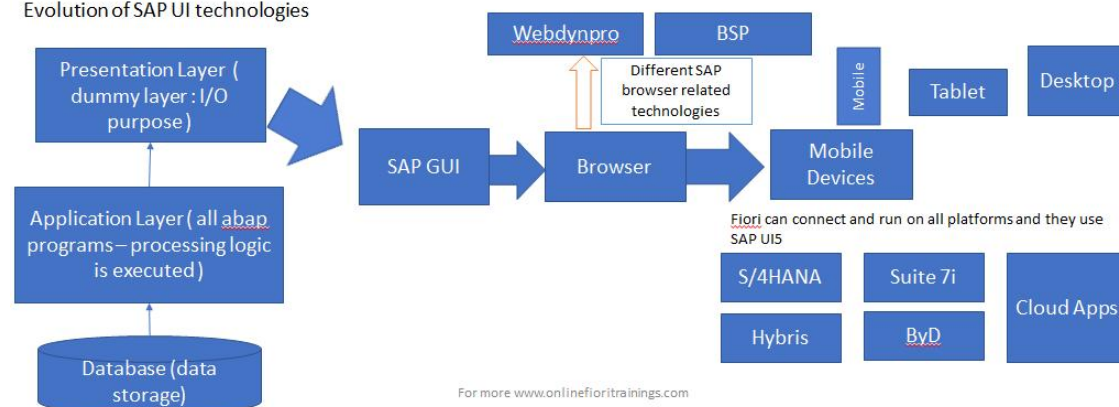 Evolution of SAP UI technologies
Presentation Layer (
dummy layer : I/O
purpose )
Application Layer ( all abap
programs – processing logic
is executed )
Database (data
storage)
SAP GUI
Browser
Webdynpro
BSP
Different SAP
browser related
technologies
Mobile
Tablet
Desktop
Mobile
Devices
Fiori can connect and run on all platforms and they use
SAP UI5
S/4HANA
Suite 7i
Cloud Apps
Hybris
ByD
For more www.onlinefioritrainings.com